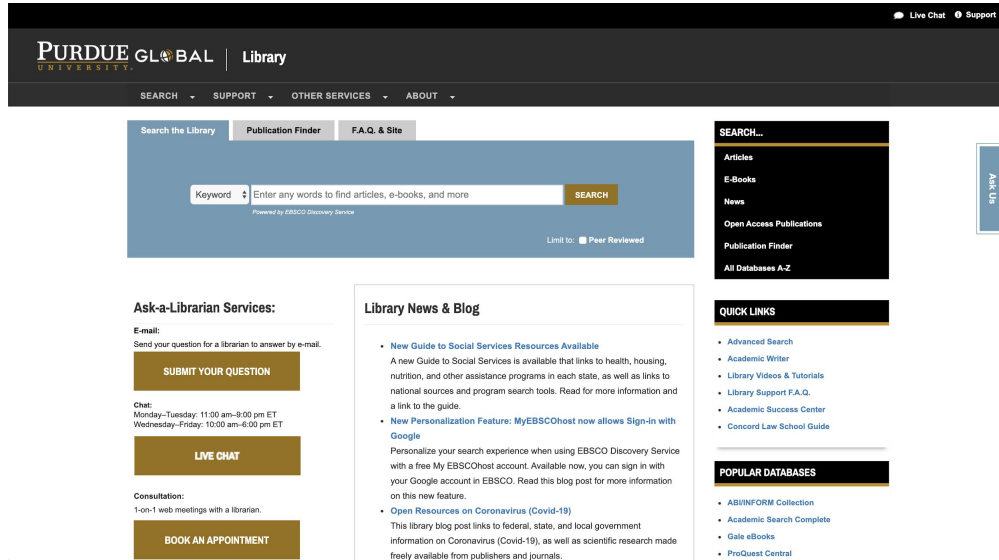 Live Chat
Support
PURDUE
UNIVERSITY®
GLOBAL
Library
SEARCH
SUPPORT
OTHER SERVICES
ABOUT
Search the Library
Publication Finder
F.A.Q. & Site
Keyword
Enter any words to find articles, e-books, and more
SEARCH
Powered by EBSCO Discovery Service
Limit to: Peer Reviewed
Ask-a-Librarian Services:
E-mail:
Send your question for a librarian to answer by e-mail.
SUBMIT YOUR QUESTION
Chat:
Monday–Tuesday: 11:00 am–9:00 pm ET
Wednesday–Friday: 10:00 am–6:00 pm ET
LIVE CHAT
Consultation:
1-on-1 web meetings with a librarian.
BOOK AN APPOINTMENT
Library News & Blog
New Guide to Social Services Resources Available
A new Guide to Social Services is available that links to health, housing,
nutrition, and other assistance programs in each state, as well as links to
national sources and program search tools. Read for more information and
a link to the guide.
New Personalization Feature: MyEBSCOhost now allows Sign-in with
Google
Personalize your search experience when using EBSCO Discovery Service
with a free My EBSCOhost account. Available now, you can sign in with
your Google account in EBSCO. Read this blog post for more information
on this new feature.
Open Resources on Coronavirus (Covid-19)
This library blog post links to federal, state, and local government
information on Coronavirus (Covid-19), as well as scientific research made
freely available from publishers and journals.
SEARCH...
Articles
E-Books
News
Open Access Publications
Publication Finder
All Databases A-Z
QUICK LINKS
Advanced Search
Academic Writer
Library Videos & Tutorials
Library Support F.A.Q.
Academic Success Center
Concord Law School Guide
POPULAR DATABASES
ABI/INFORM Collection
Academic Search Complete
Gale eBooks
ProQuest Central
Ask Us